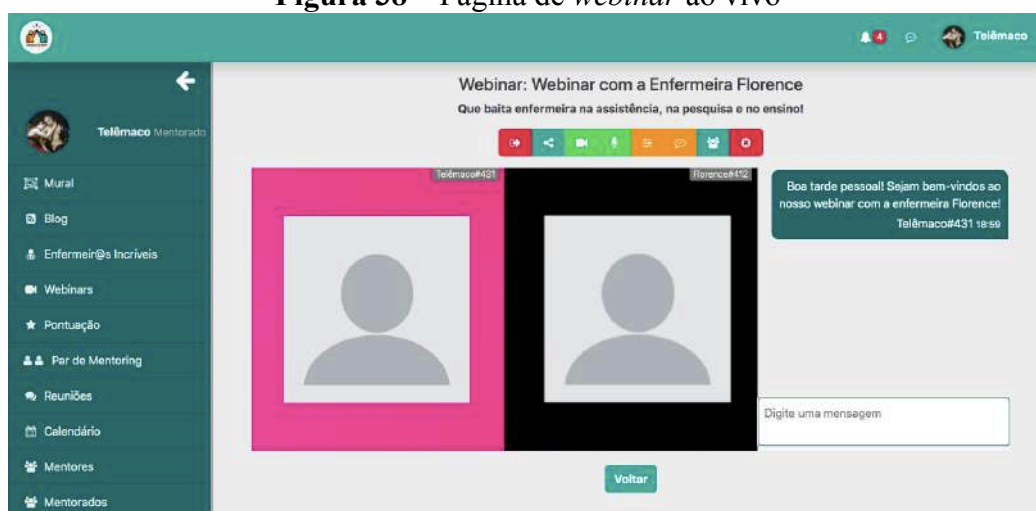 Figura 38 – Página de webinar ao vivo
4
Telêmaco
Telêmaco Mentorado
Mural
Blog
Enfermeir@s Incríveis
Webinars
Pontuação
Par de Mentoring
Reuniões
Calendário
Mentores
Mentorados
Webinar: Webinar com a Enfermeira Florence
Que baita enfermeira na assistência, na pesquisa e no ensino!
Telêmaco#431
Florence#412
Boa tarde pessoal! Sejam bem-vindos ao
nosso webinar com a enfermeira Florence!
Telêmaco#431 18:59
Digite uma mensagem
Voltar